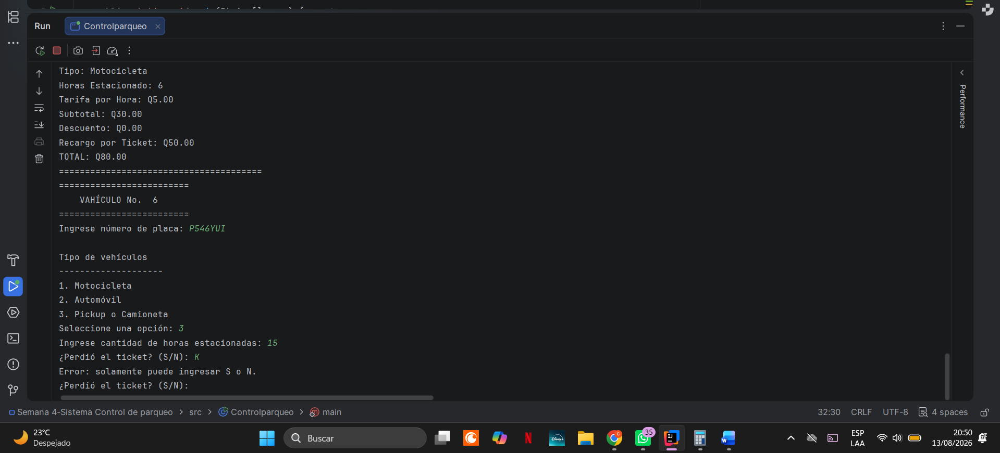 Run
Controlparqueo
Tipo: Motocicleta
Horas Estacionado: 6
Tarifa por Hora: Q5.00
Subtotal: Q30.00
Descuento: Q0.00
Recargo por Ticket: Q50.00
TOTAL: Q80.00
=======================================
=========================
VAHÍCULO No.  6
=========================
Ingrese número de placa: P546YUI
Tipo de vehículos
--------------------
1. Motocicleta
2. Automóvil
3. Pickup o Camioneta
Seleccione una opción: 3
Ingrese cantidad de horas estacionadas: 15
¿Perdió el ticket? (S/N): K
Error: solamente puede ingresar S o N.
¿Perdió el ticket? (S/N):
Performance
Semana 4-Sistema Control de parqueo > src > Controlparqueo > main
32:30 CRLF UTF-8 4 spaces
23°C
Despejado
Buscar
Disney+
35
ESP
LAA
20:50
13/08/2026